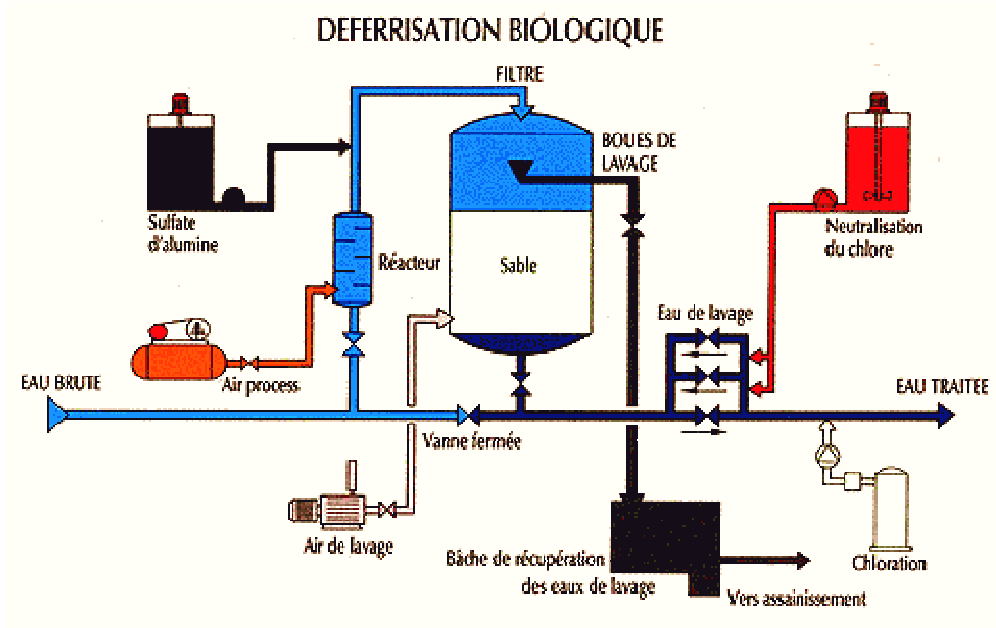 DEFERRISATION BIOLOGIQUE
FILTRE
BOUES DE
LAVAGE
Sulfate
d'alumine
Réacteur
Sable
Neutralisation
du chlore
Eau de lavage
Air process
EAU BRUTE
EAU TRAITEE
Vanne fermée
Air de lavage
Bâche de récupération
des eaux de lavage
Chloration
Vers assainissement